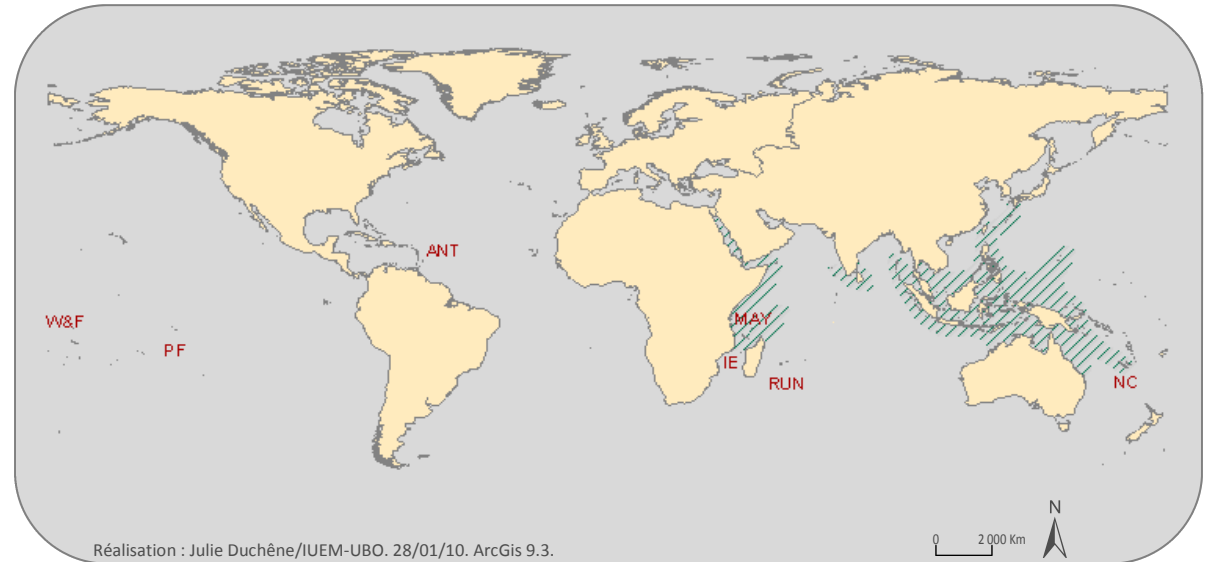 ANT
W&F
MAY
PF
IE
RUN
NC
N
Réalisation : Julie Duchêne/IUEM-UBO. 28/01/10. ArcGis 9.3.
0 2 000 Km